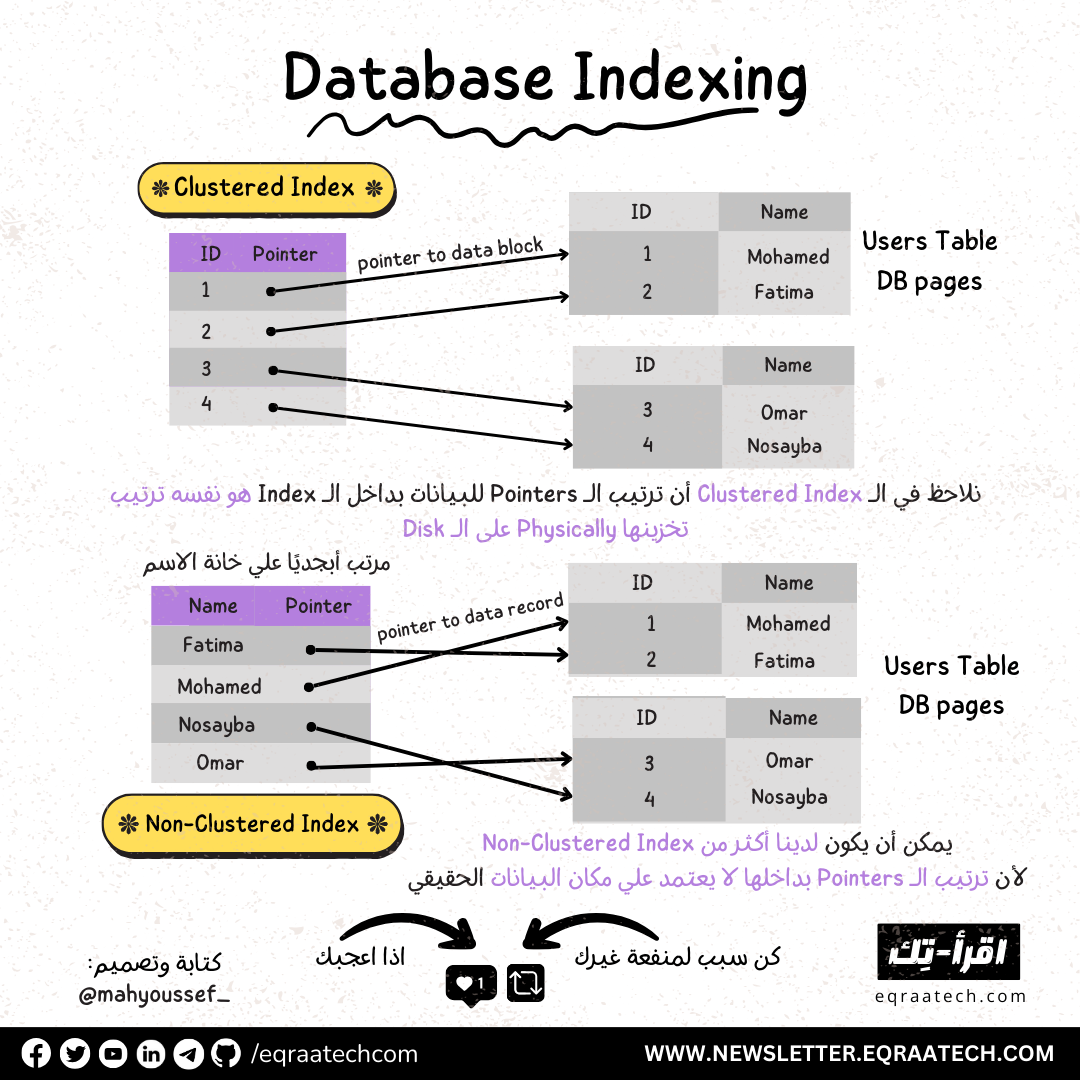 Database Indexing
Clustered Index
ID Pointer
1
2
3
4
pointer to data block
ID Name
1 Mohamed
2 Fatima
ID Name
3 Omar
4 Nosayba
Users Table
DB pages
نلاحظ في الـ Clustered Index أن ترتيب الـ Pointers للبيانات بداخل الـ Index هو نفسه ترتيب
تخزينها Physically على الـ Disk
مرتب أبجديًا علي خانة الاسم
Name Pointer
Fatima
Mohamed
Nosayba
Omar
pointer to data record
ID Name
1 Mohamed
2 Fatima
ID Name
3 Omar
4 Nosayba
Users Table
DB pages
Non-Clustered Index
يمكن أن يكون لدينا أكثر من Non-Clustered Index
لأن ترتيب الـ Pointers بداخلها لا يعتمد علي مكان البيانات الحقيقي
كن سبب لمنفعة غيرك
اذا اعجبك
1
كتابة وتصميم:
@mahyoussef_
اقرأ-تِك
eqraatech.com
/eqraatechcom
WWW.NEWSLETTER.EQRAATECH.COM